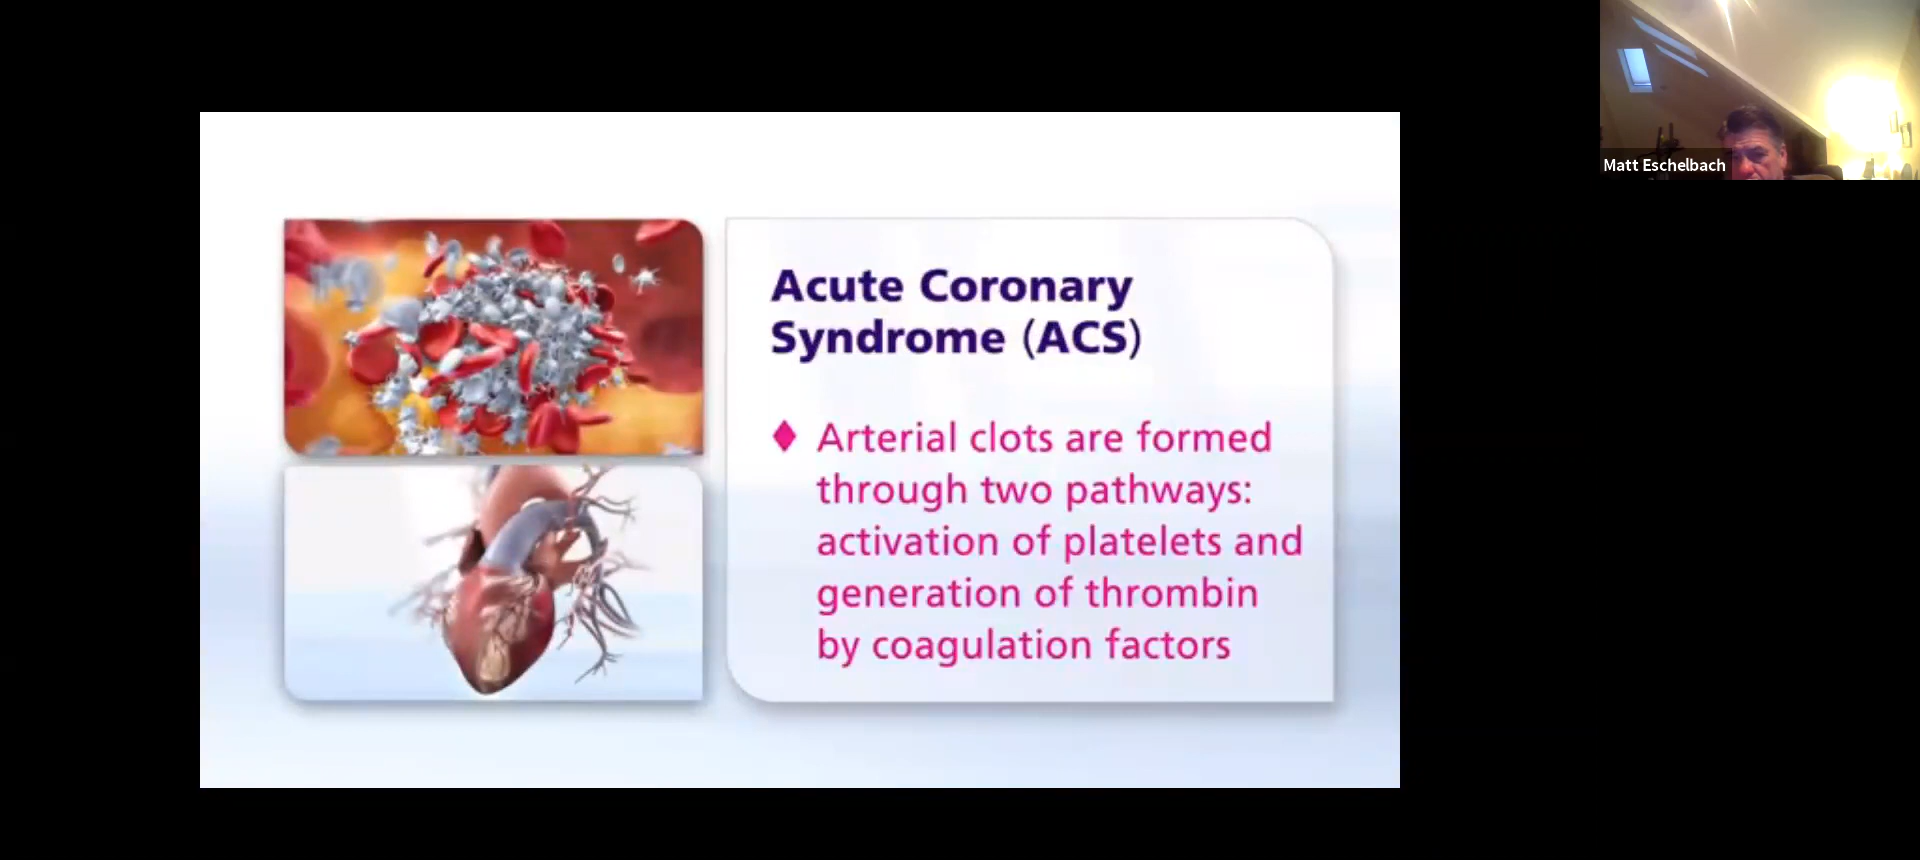 Acute Coronary
Syndrome (ACS)
♦ Arterial clots are formed
through two pathways:
activation of platelets and
generation of thrombin
by coagulation factors
Matt Eschelbach